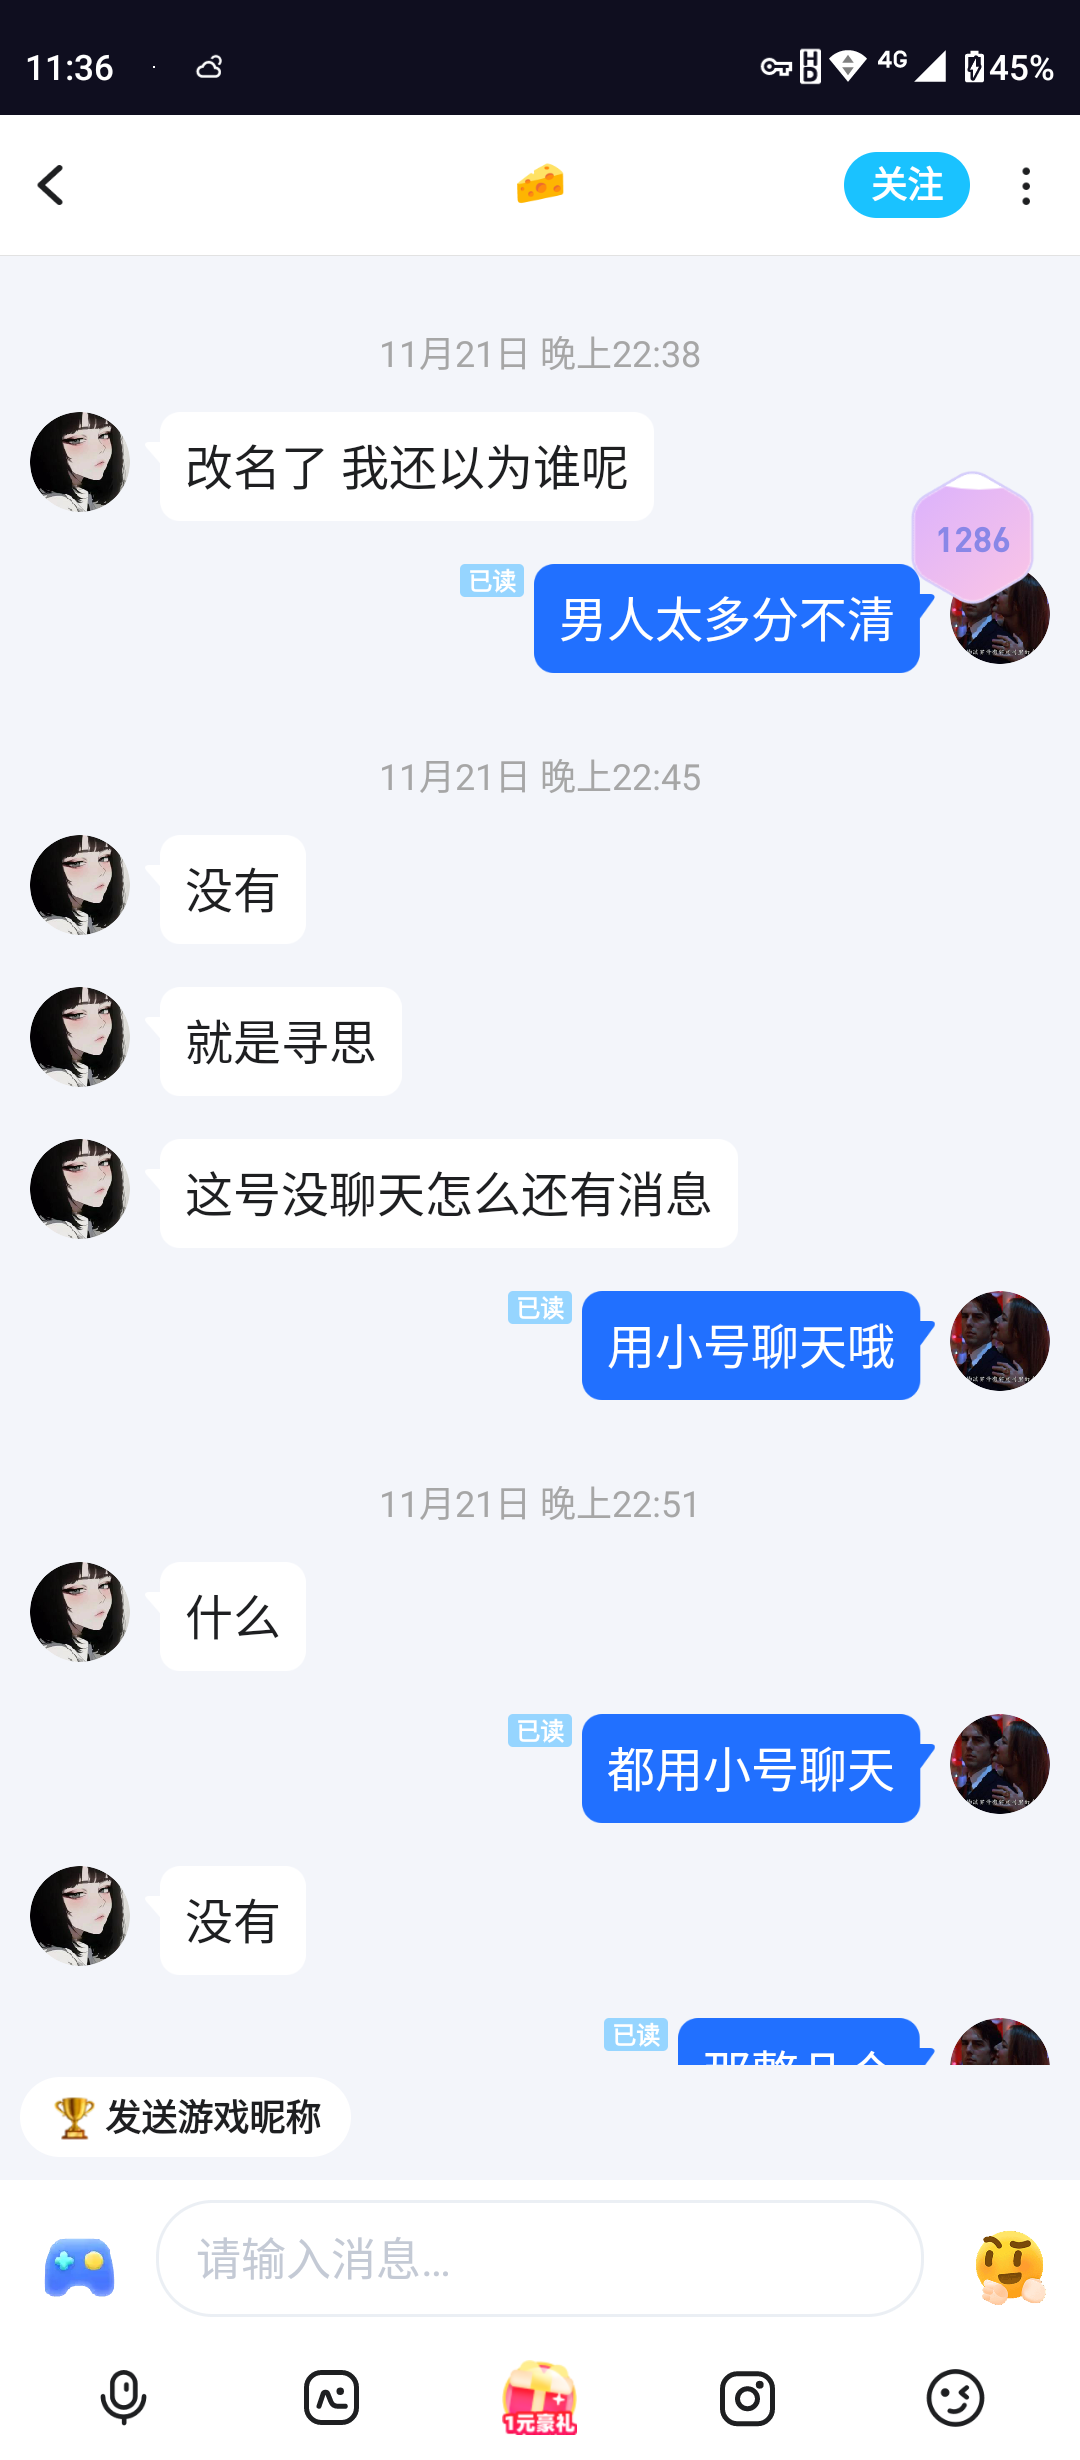 11:36
4G
45%
关注
11月21日 晚上22:38
改名了 我还以为谁呢
1286
已读
男人太多分不清
11月21日 晚上22:45
没有
就是寻思
这号没聊天怎么还有消息
已读
用小号聊天哦
11月21日 晚上22:51
什么
已读
都用小号聊天
没有
已读
发送游戏昵称
请输入消息...
1元豪礼